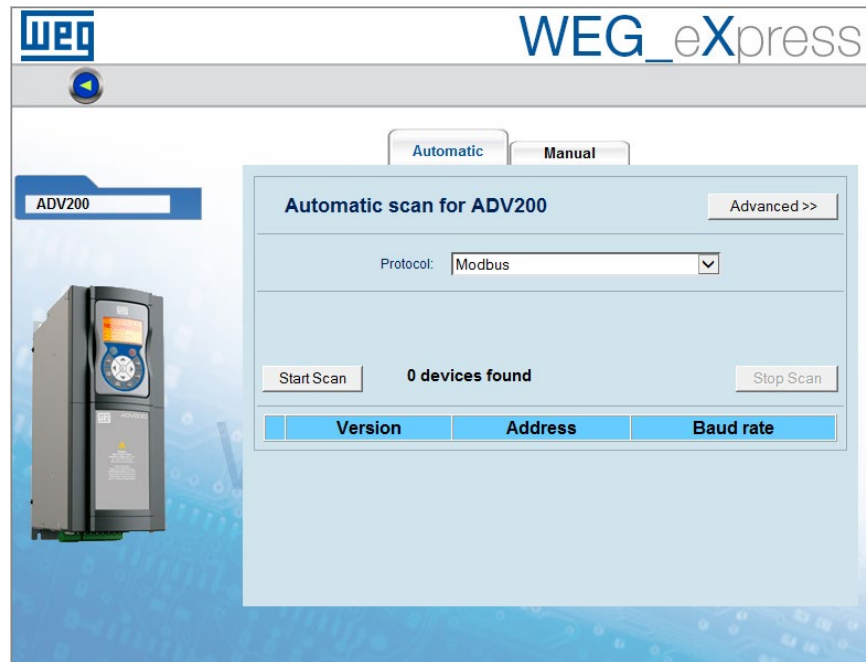 weg
WEG_eXpress
Automatic
Manual
ADV200
Automatic scan for ADV200
Advanced >>
Protocol:
Modbus
Start Scan
0 devices found
Stop Scan
Version
Address
Baud rate